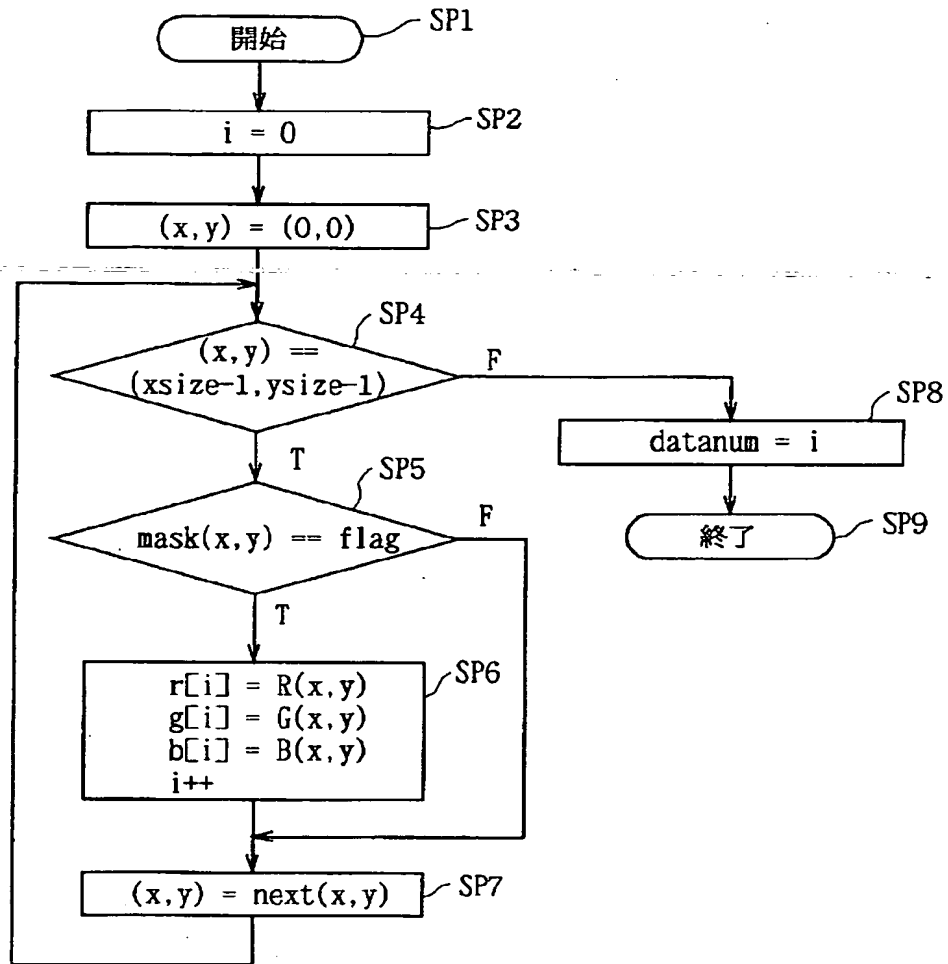 開始
SP1
i = 0
SP2
(x,y) = (0,0)
SP3
SP4
(x,y) ==
(xsize-1,ysize-1)
F
T
SP8
datanum = i
SP5
mask(x,y) == flag
F
T
終了
SP9
r[i] = R(x,y)
g[i] = G(x,y)
b[i] = B(x,y)
i++
SP6
(x,y) = next(x,y)
SP7